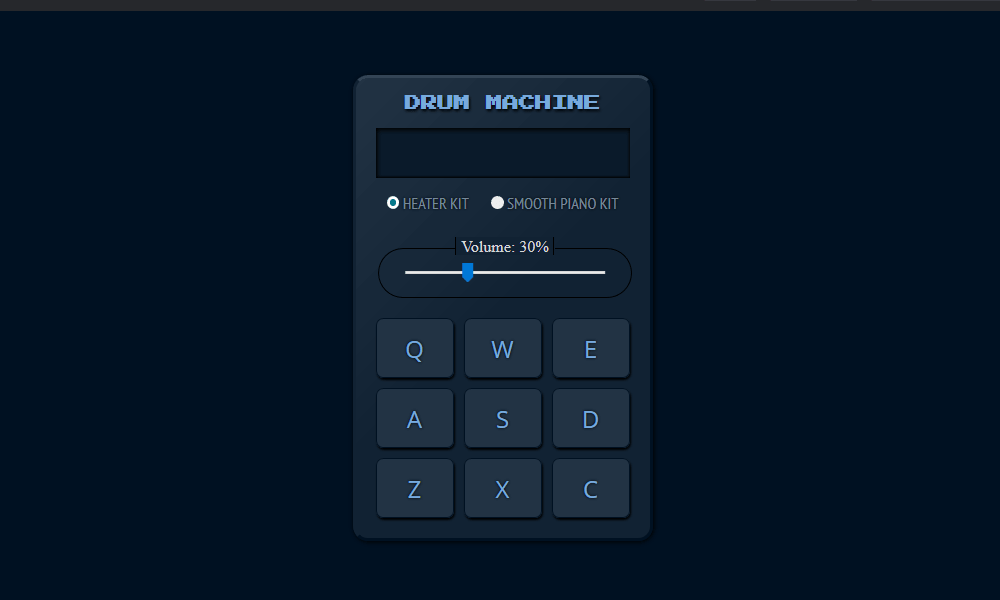 DRUM MACHINE
HEATER KIT SMOOTH PIANO KIT
Volume: 30%
Q W E
A S D
Z X C